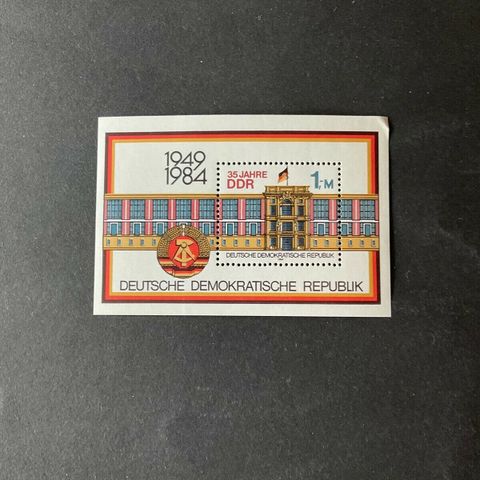 1949
1984
35 JAHRE
DDR
1,-M
DEUTSCHE DEMOKRATISCHE REPUBLIK
DEUTSCHE DEMOKRATISCHE REPUBLIK